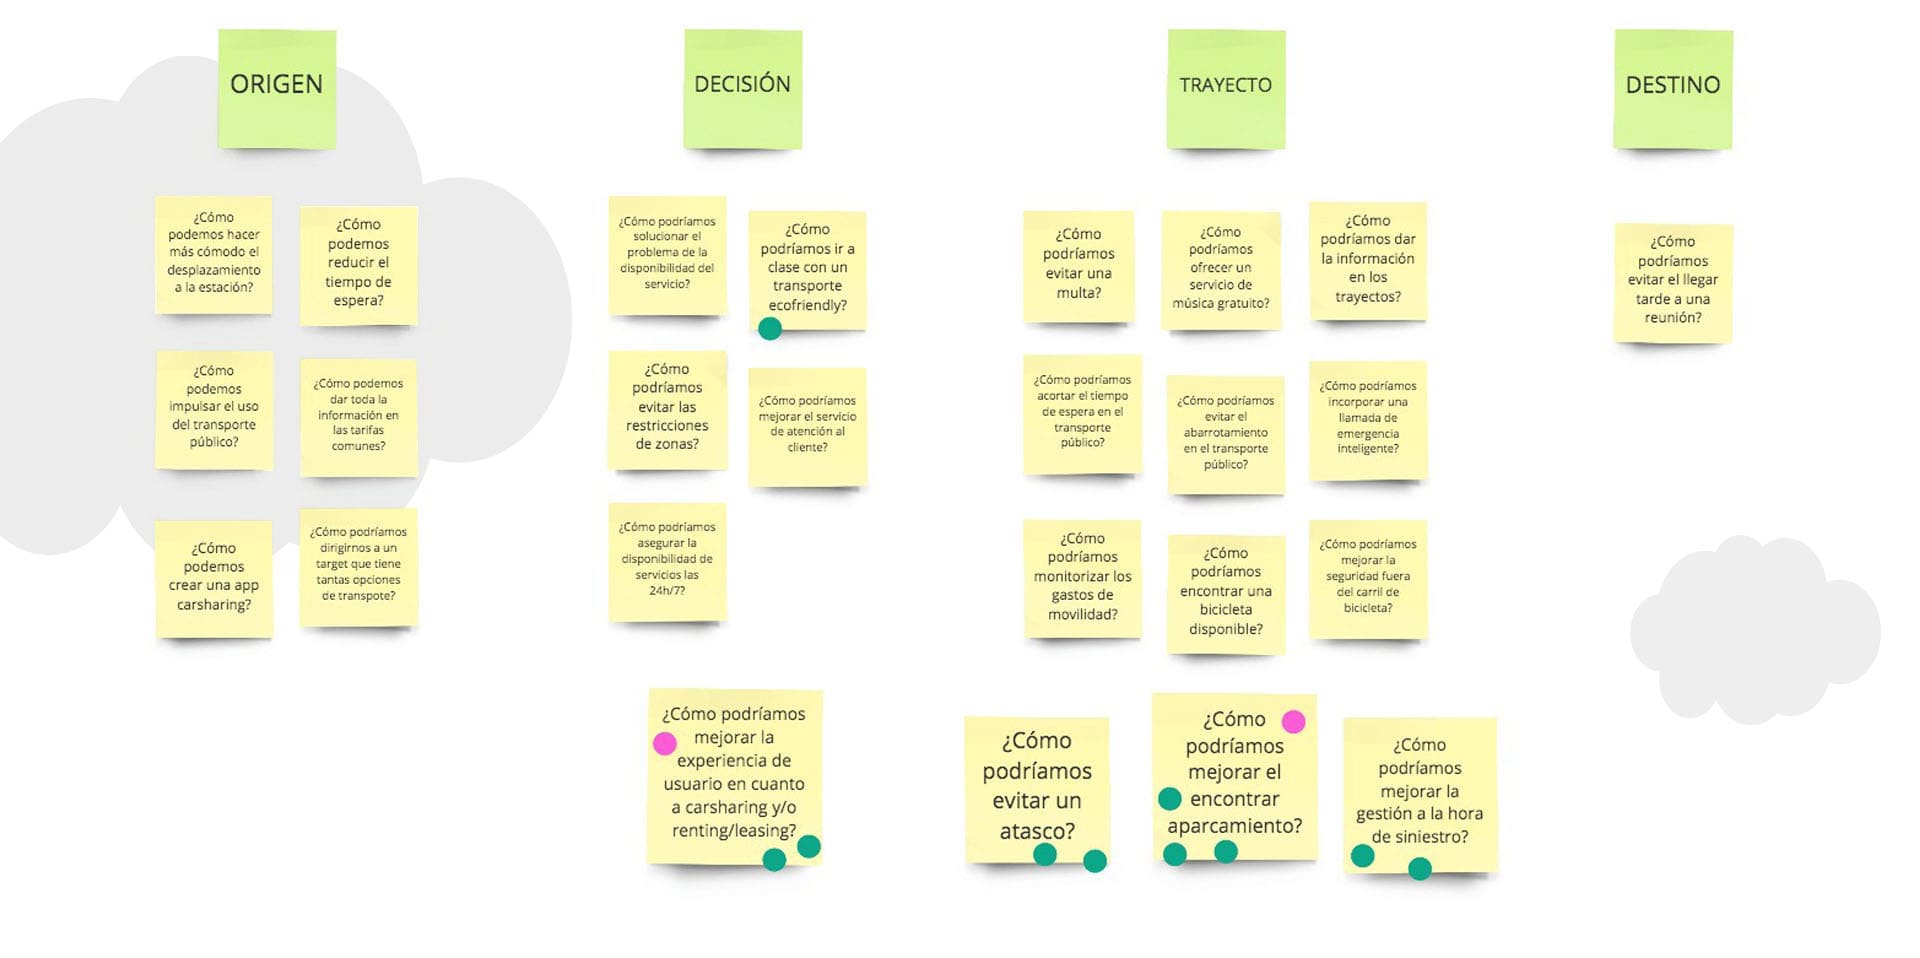 ORIGEN
DECISIÓN
TRAYECTO
DESTINO
¿Cómo
podemos hacer
más cómodo el
desplazamiento
a la estación?
¿Cómo
podemos
reducir el
tiempo de
espera?
¿Cómo
podemos
impulsar el uso
del transporte
público?
¿Cómo podemos
dar toda la
información en
las tarifas
comunes?
¿Cómo
podemos
crear una app
carsharing?
¿Cómo podríamos
dirigirnos a un
target que tiene
tantas opciones
de transpote?
¿Cómo podríamos
solucionar el
problema de la
disponibilidad del
servicio?
¿Cómo
podríamos ir a
clase con un
transporte
ecofriendly?
¿Cómo
podríamos
evitar las
restricciones
de zonas?
¿Cómo podríamos
mejorar el servicio
de atención al
cliente?
¿Cómo podríamos
asegurar la
disponibilidad de
servicios las
24h/7?
¿Cómo podríamos
mejorar la
experiencia de
usuario en cuanto
a carsharing y/o
renting/leasing?
¿Cómo
podríamos
evitar una
multa?
¿Cómo
podríamos
ofrecer un
servicio de
música gratuito?
¿Cómo
podríamos dar
la información
en los
trayectos?
¿Cómo podríamos
acortar el tiempo
de espera en el
transporte
público?
¿Cómo podríamos
evitar el
abarrotamiento
en el transporte
público?
¿Cómo podríamos
incorporar una
llamada de
emergencia
inteligente?
¿Cómo
podríamos
monitorizar los
gastos de
movilidad?
¿Cómo
podríamos
encontrar una
bicicleta
disponible?
¿Cómo podríamos
mejorar la
seguridad fuera
del carril de
bicicleta?
¿Cómo
podríamos
evitar un
atasco?
¿Cómo
podríamos
mejorar el
encontrar
aparcamiento?
¿Cómo
podríamos
mejorar la
gestión a la hora
de siniestro?
¿Cómo
podríamos
evitar el llegar
tarde a una
reunión?